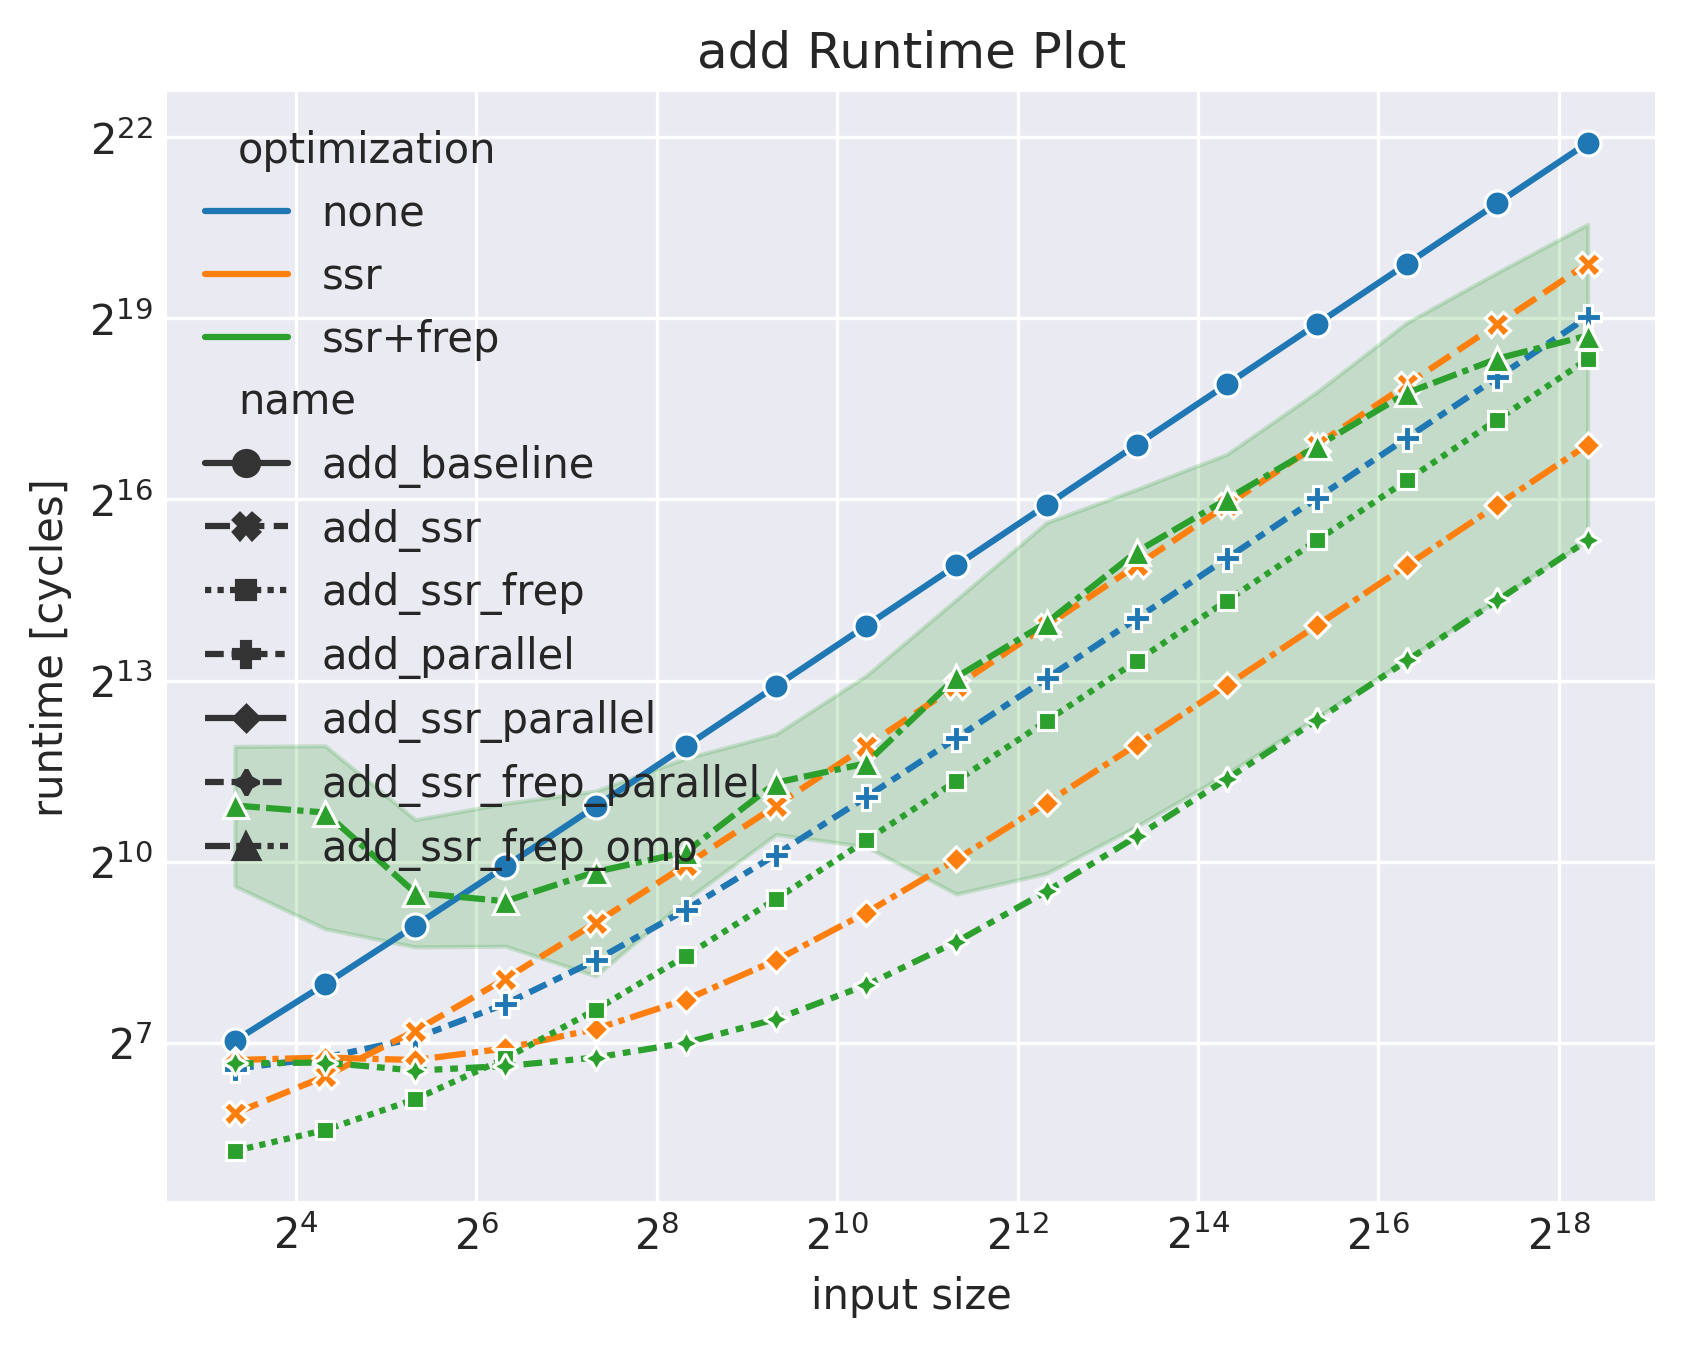 add Runtime Plot
optimization
none
ssr
ssr+frep
name
add_baseline
add_ssr
add_ssr_frep
add_parallel
add_ssr_parallel
add_ssr_frep_parallel
add_ssr_frep_omp
runtime [cycles]
2^22
2^19
2^16
2^13
2^10
2^7
2^4 2^6 2^8 2^10 2^12 2^14 2^16 2^18
input size